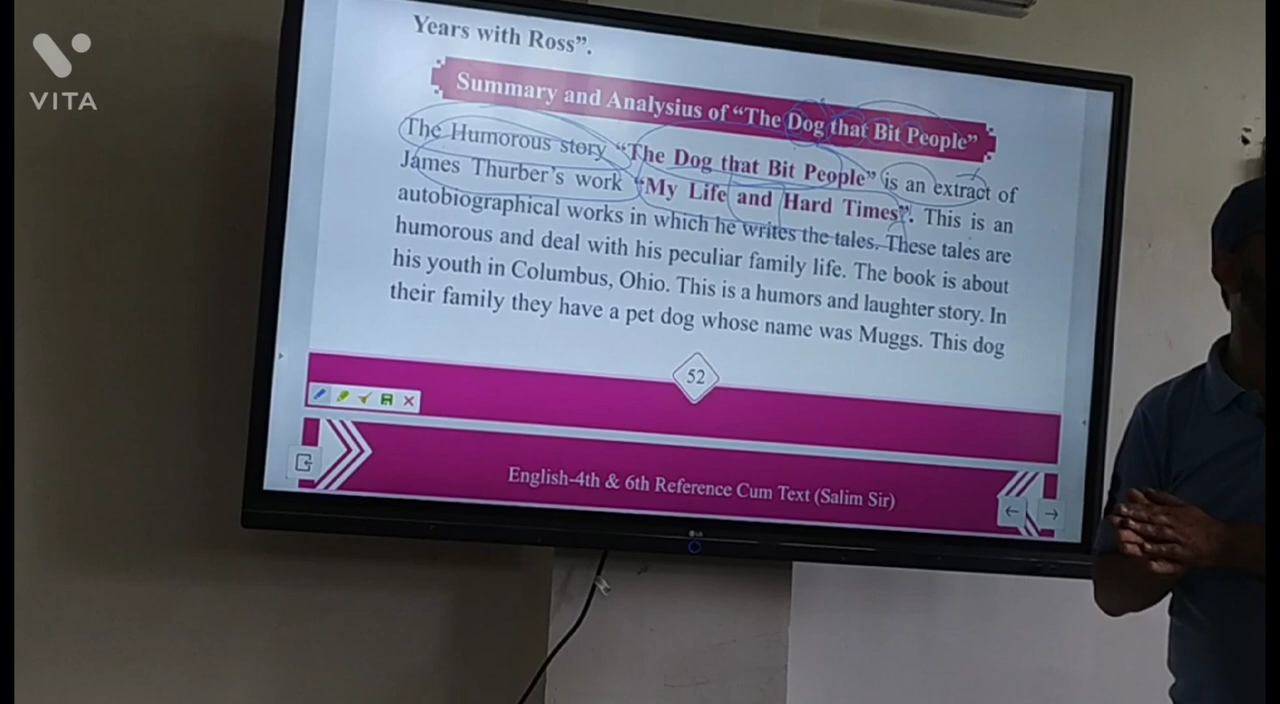 VITA
Years with Ross".
Summary and Analysius of "The Dog that Bit People"
The Humorous story "The Dog that Bit People" is an extract of
James Thurber's work "My Life and Hard Times". This is an
autobiographical works in which he writes the tales. These tales are
humorous and deal with his peculiar family life. The book is about
his youth in Columbus, Ohio. This is a humors and laughter story. In
their family they have a pet dog whose name was Muggs. This dog
52
English-4th & 6th Reference Cum Text (Salim Sir)
LG